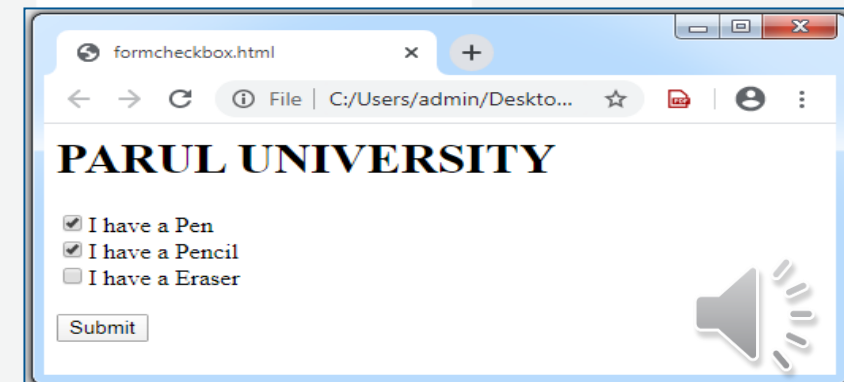 formcheckbox.html
File | C:/Users/admin/Deskto...
PARUL UNIVERSITY
I have a Pen
I have a Pencil
I have a Eraser
Submit